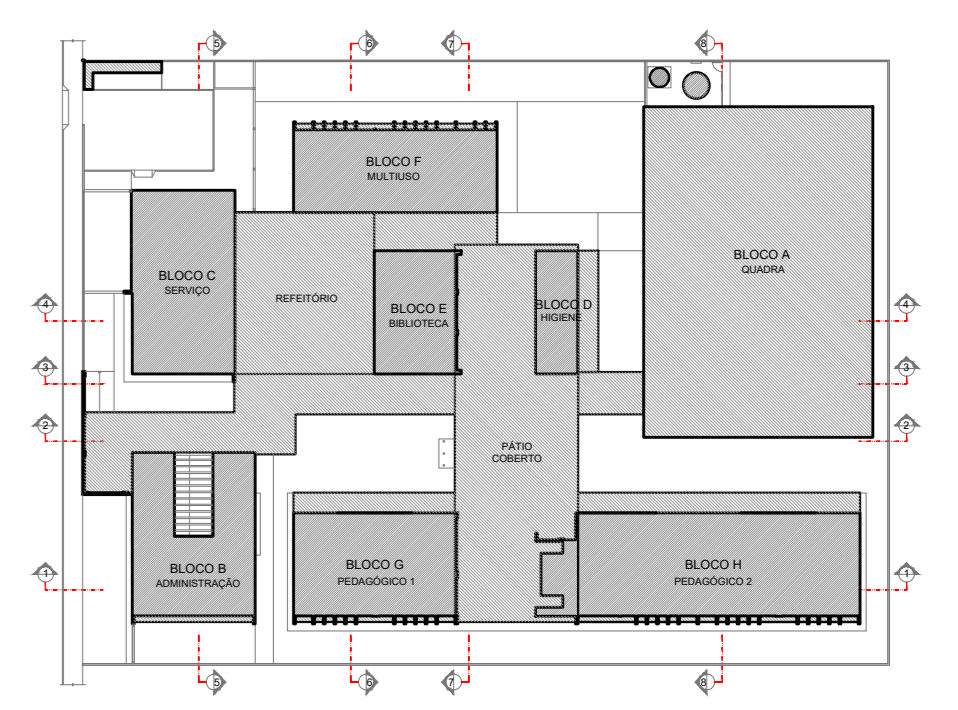 5 6 7 8
BLOCO F
MULTIUSO
BLOCO A
QUADRA
BLOCO C
SERVIÇO
REFEITÓRIO
BLOCO E
BIBLIOTECA
BLOCO D
HIGIENE
4 4
3 3
2 2
PÁTIO
COBERTO
BLOCO B
ADMINISTRAÇÃO
BLOCO G
PEDAGÓGICO 1
BLOCO H
PEDAGÓGICO 2
1 1
5 6 7 8